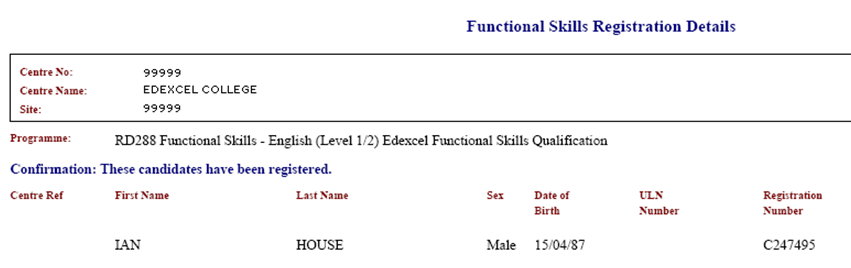 Functional Skills Registration Details
Centre No: 99999
Centre Name: EDEXCEL COLLEGE
Site: 99999
Programme: RD288 Functional Skills - English (Level 1/2) Edexcel Functional Skills Qualification
Confirmation: These candidates have been registered.
Centre Ref First Name Last Name Sex Date of Birth ULN Number Registration Number
IAN HOUSE Male 15/04/87 C247495